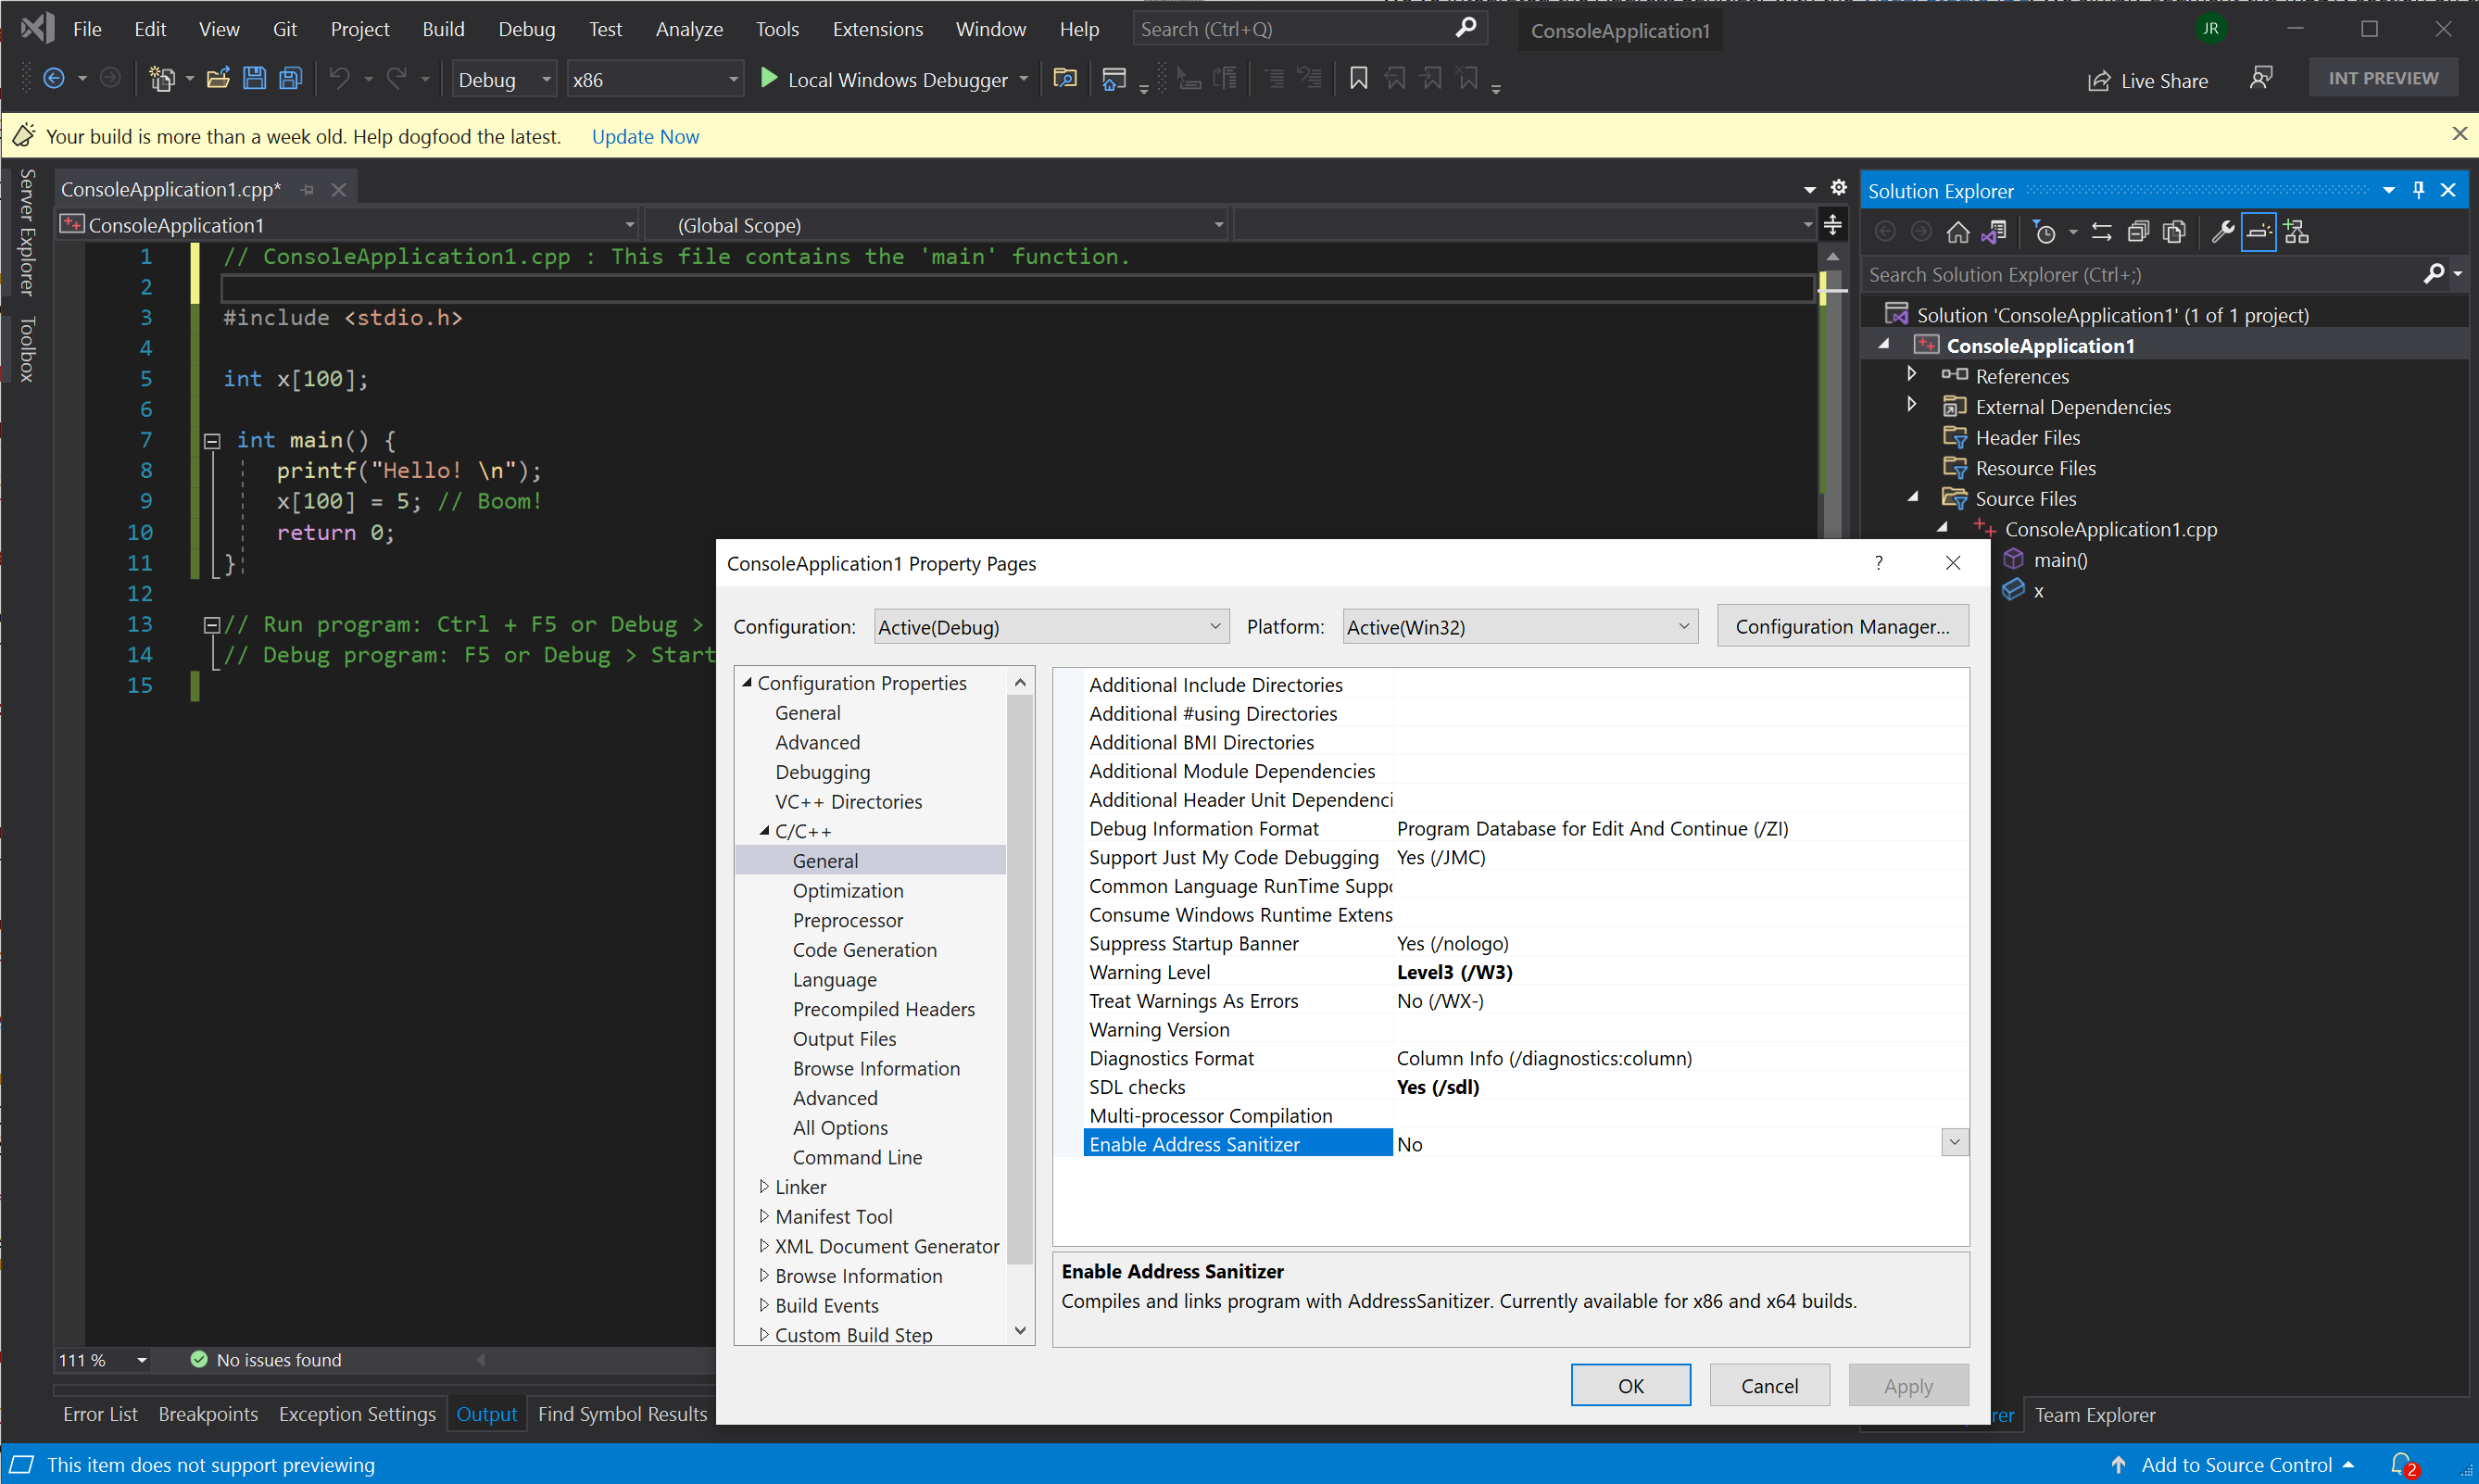 File Edit View Git Project Build Debug Test Analyze Tools Extensions Window Help Search (Ctrl+Q) ConsoleApplication1 JR
Debug x86 Local Windows Debugger Live Share INT PREVIEW
Your build is more than a week old. Help dogfood the latest. Update Now
Server Explorer
Toolbox
ConsoleApplication1.cpp*
ConsoleApplication1 (Global Scope)
1 // ConsoleApplication1.cpp : This file contains the 'main' function.
2
3 #include <stdio.h>
4
5 int x[100];
6
7 int main() {
8 printf("Hello! \n");
9 x[100] = 5; // Boom!
10 return 0;
11 }
12
13 // Run program: Ctrl + F5 or Debug >
14 // Debug program: F5 or Debug > Start
15
111 % No issues found
Solution Explorer
Search Solution Explorer (Ctrl+;)
Solution 'ConsoleApplication1' (1 of 1 project)
ConsoleApplication1
References
External Dependencies
Header Files
Resource Files
Source Files
ConsoleApplication1.cpp
main()
x
ConsoleApplication1 Property Pages ?
Configuration: Active(Debug) Platform: Active(Win32) Configuration Manager...
Configuration Properties
General
Advanced
Debugging
VC++ Directories
C/C++
General
Optimization
Preprocessor
Code Generation
Language
Precompiled Headers
Output Files
Browse Information
Advanced
All Options
Command Line
Linker
Manifest Tool
XML Document Generator
Browse Information
Build Events
Custom Build Step
Additional Include Directories
Additional #using Directories
Additional BMI Directories
Additional Module Dependencies
Additional Header Unit Dependenci
Debug Information Format Program Database for Edit And Continue (/ZI)
Support Just My Code Debugging Yes (/JMC)
Common Language RunTime Suppo
Consume Windows Runtime Extens
Suppress Startup Banner Yes (/nologo)
Warning Level Level3 (/W3)
Treat Warnings As Errors No (/WX-)
Warning Version
Diagnostics Format Column Info (/diagnostics:column)
SDL checks Yes (/sdl)
Multi-processor Compilation
Enable Address Sanitizer No
Enable Address Sanitizer
Compiles and links program with AddressSanitizer. Currently available for x86 and x64 builds.
OK Cancel Apply
Error List Breakpoints Exception Settings Output Find Symbol Results rer Team Explorer
This item does not support previewing Add to Source Control 2